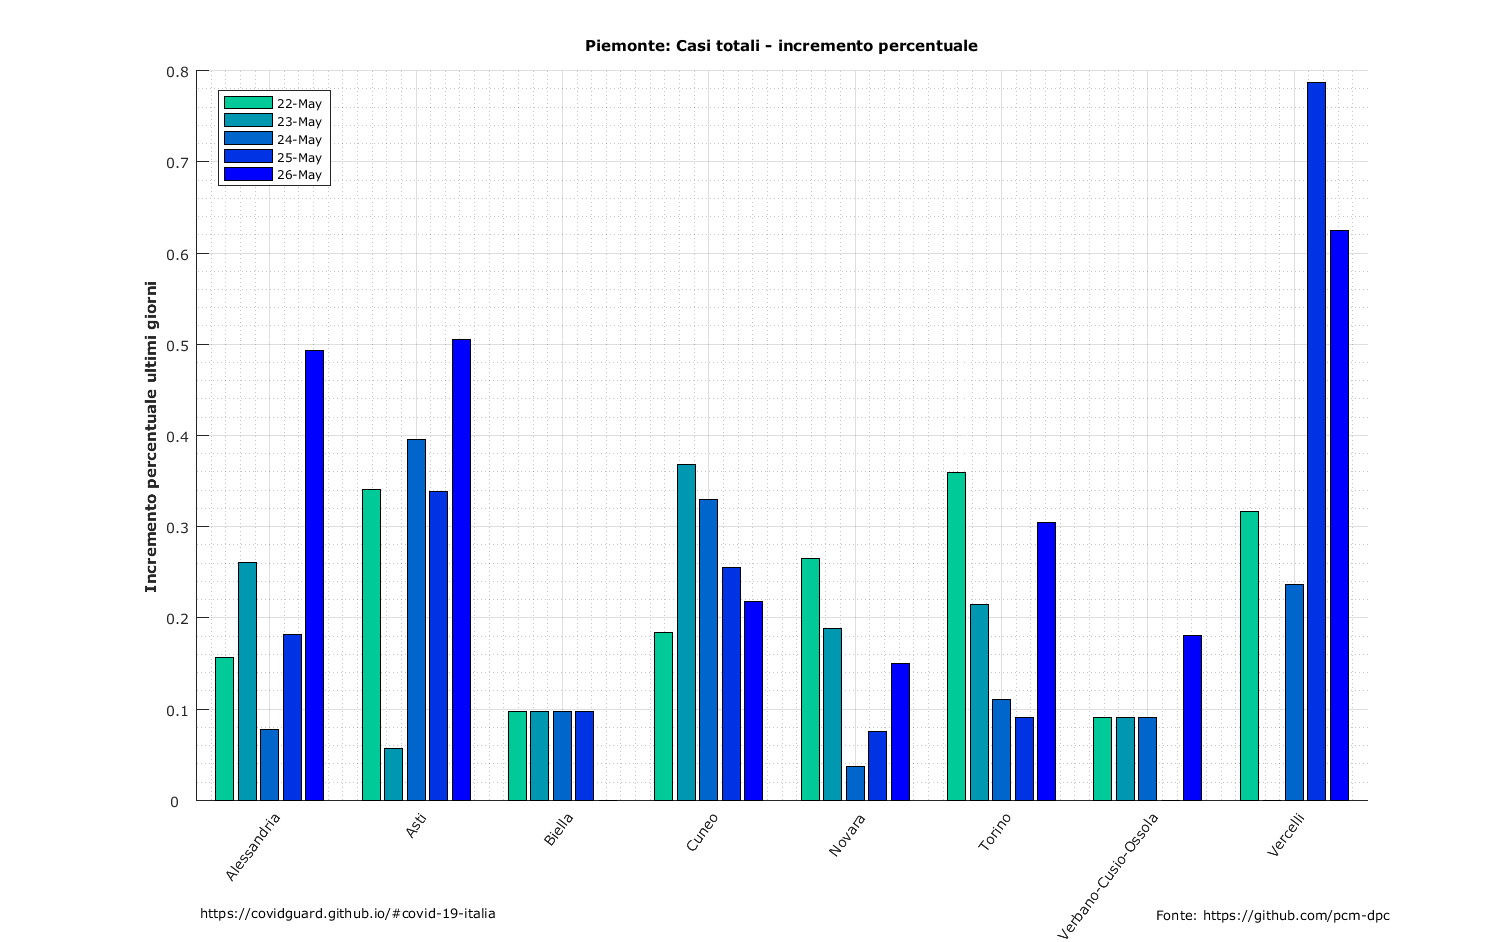 Piemonte: Casi totali - incremento percentuale
0.8
0.7
0.6
0.5
0.4
0.3
0.2
0.1
0
Incremento percentuale ultimi giorni
22-May
23-May
24-May
25-May
26-May
Alessandria
Asti
Biella
Cuneo
Novara
Torino
Verbano-Cusio-Ossola
Vercelli
https://covidguard.github.io/#covid-19-italia
Fonte: https://github.com/pcm-dpc